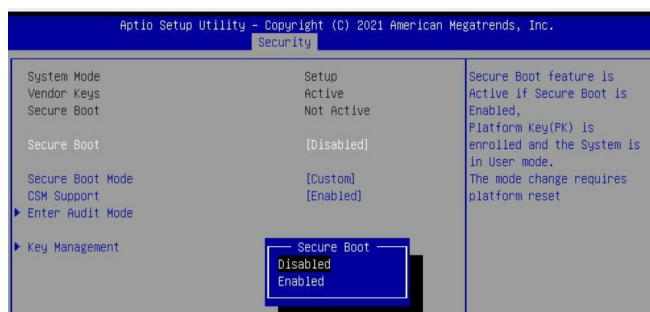 Aptio Setup Utility – Copyright (C) 2021 American Megatrends, Inc.
Security
System Mode Setup
Vendor Keys Active
Secure Boot Not Active
Secure Boot [Disabled]
Secure Boot Mode [Custom]
CSM Support [Enabled]
Enter Audit Mode
Key Management
Secure Boot feature is
Active if Secure Boot is
Enabled,
Platform Key(PK) is
enrolled and the System is
in User mode.
The mode change requires
platform reset
Secure Boot
Disabled
Enabled